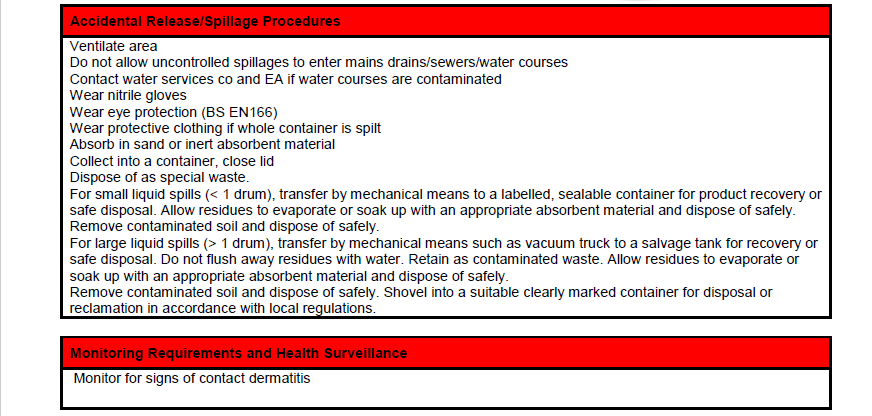 Accidental Release/Spillage Procedures
Ventilate area
Do not allow uncontrolled spillages to enter mains drains/sewers/water courses
Contact water services co and EA if water courses are contaminated
Wear nitrile gloves
Wear eye protection (BS EN166)
Wear protective clothing if whole container is spilt
Absorb in sand or inert absorbent material
Collect into a container, close lid
Dispose of as special waste.
For small liquid spills (< 1 drum), transfer by mechanical means to a labelled, sealable container for product recovery or
safe disposal. Allow residues to evaporate or soak up with an appropriate absorbent material and dispose of safely.
Remove contaminated soil and dispose of safely.
For large liquid spills (> 1 drum), transfer by mechanical means such as vacuum truck to a salvage tank for recovery or
safe disposal. Do not flush away residues with water. Retain as contaminated waste. Allow residues to evaporate or
soak up with an appropriate absorbent material and dispose of safely.
Remove contaminated soil and dispose of safely. Shovel into a suitable clearly marked container for disposal or
reclamation in accordance with local regulations.
Monitoring Requirements and Health Surveillance
Monitor for signs of contact dermatitis